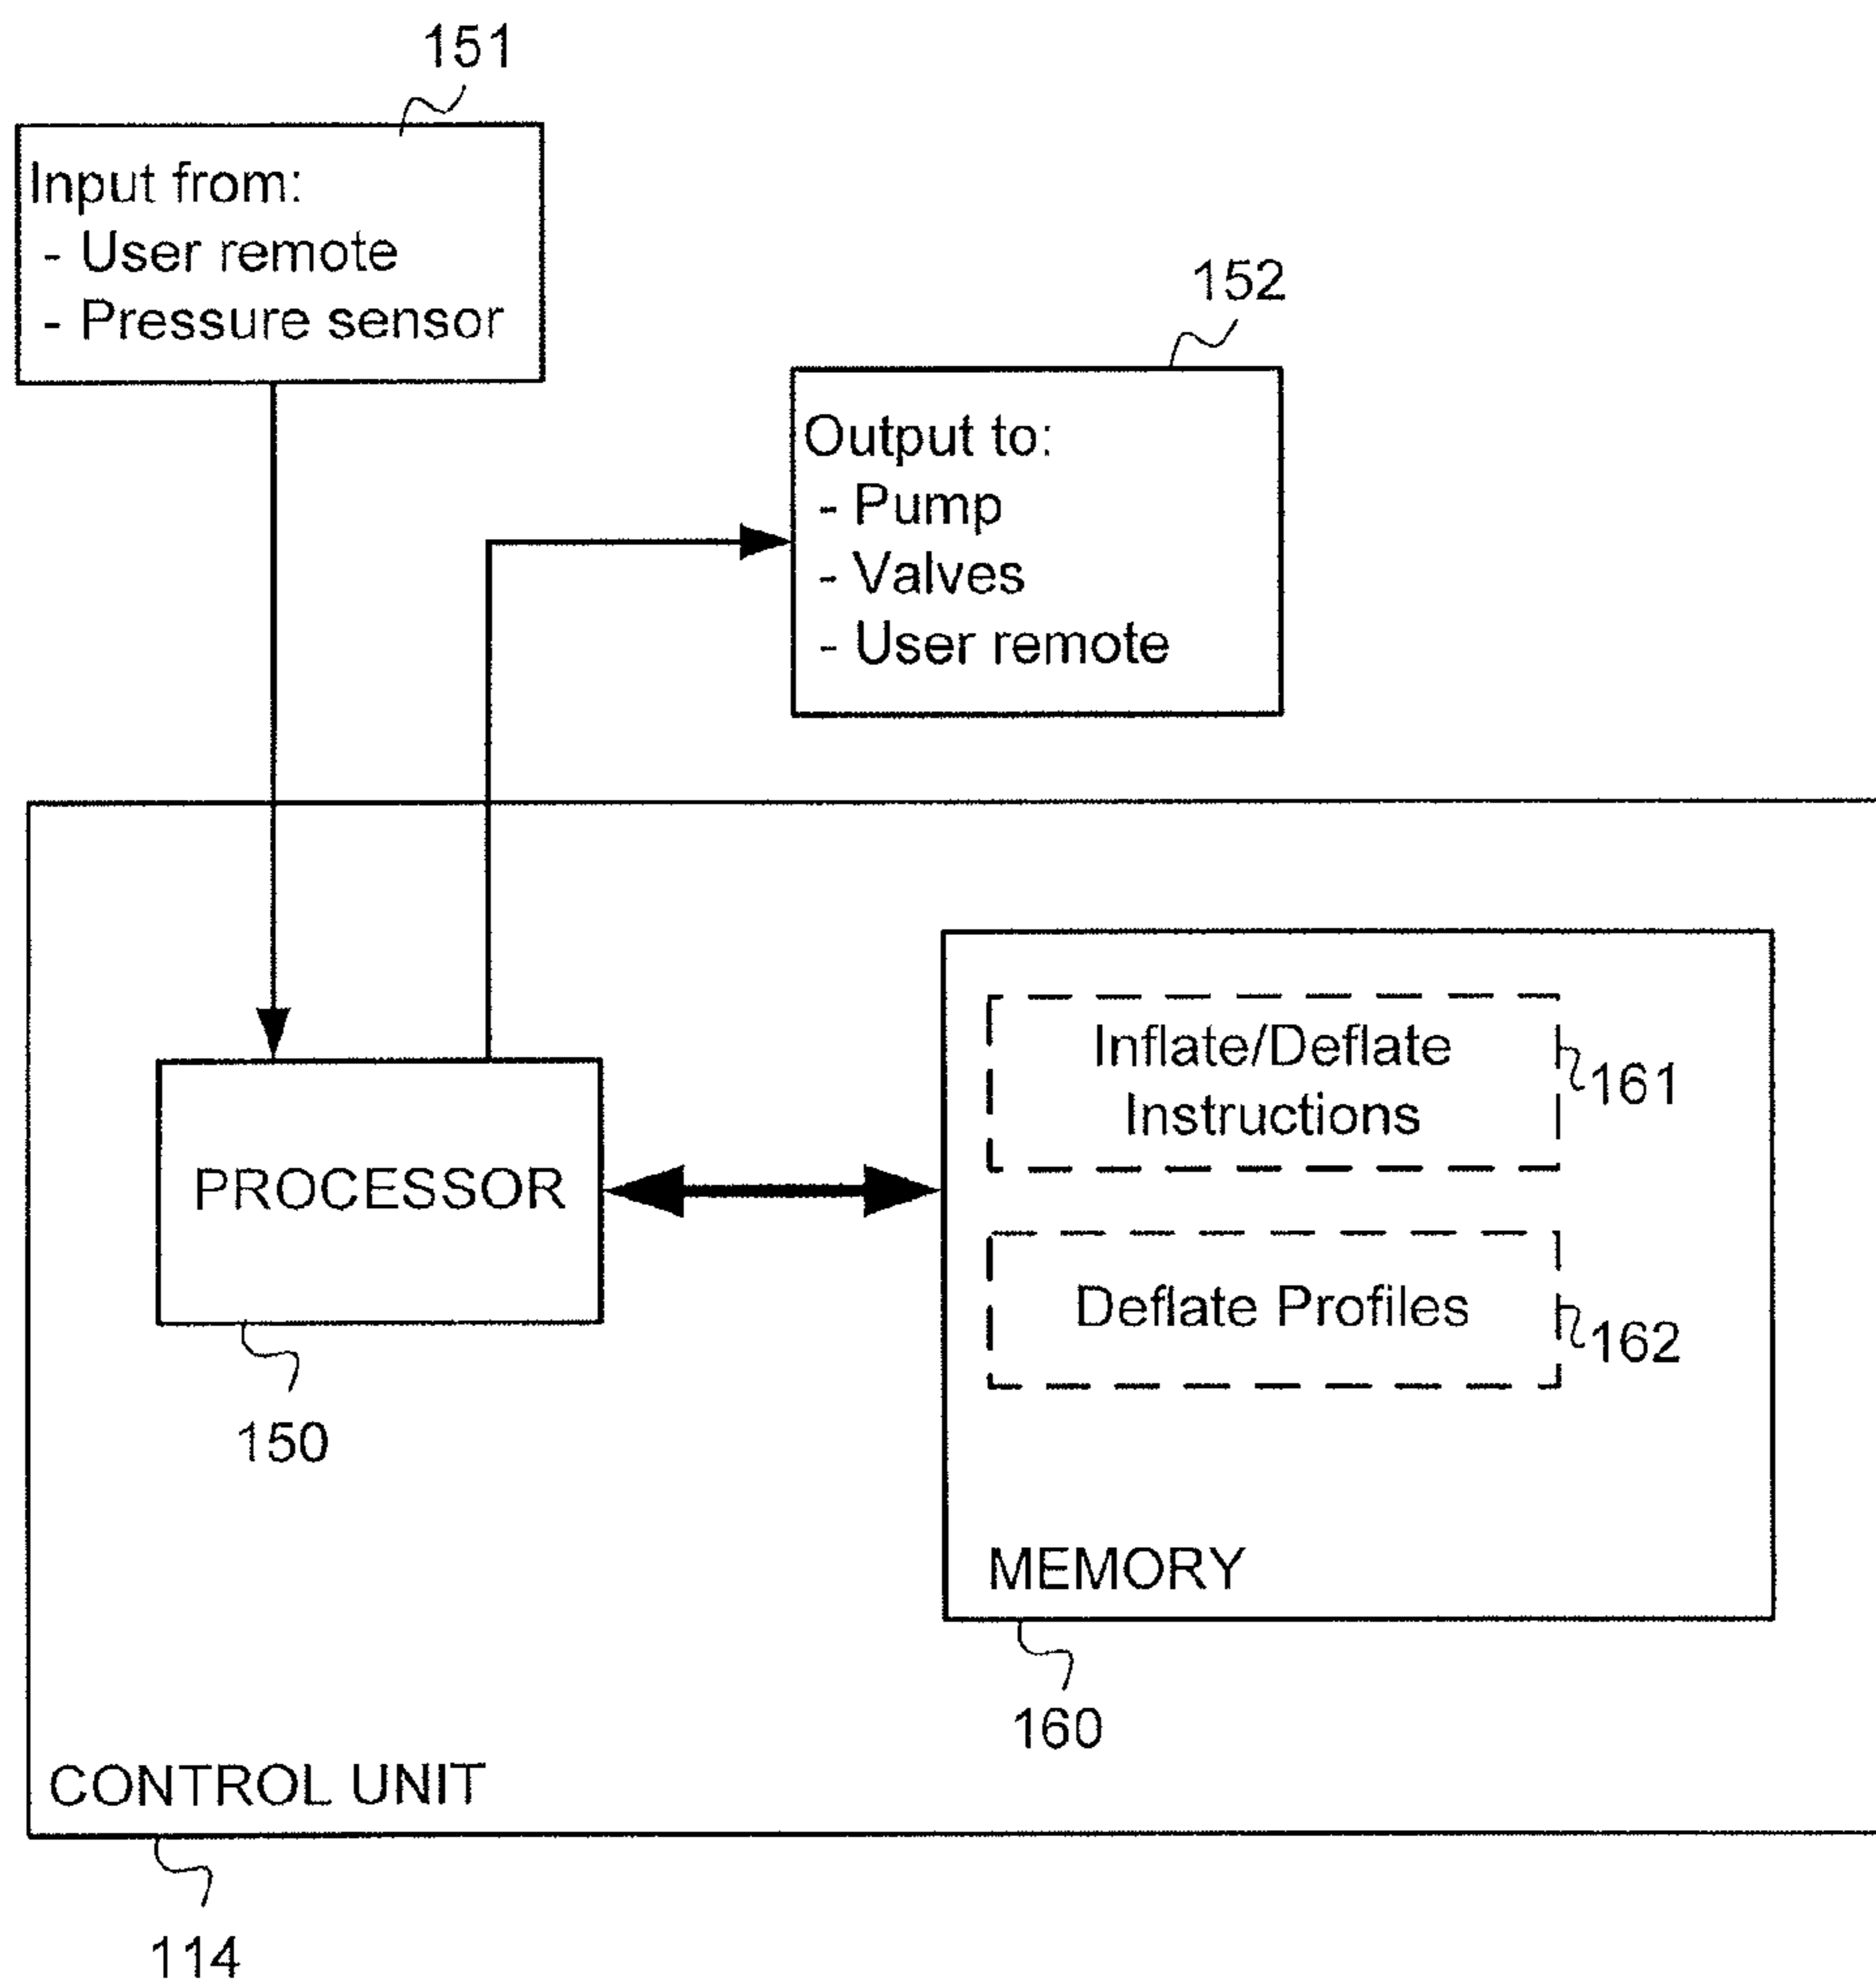 151
Input from:
- User remote
- Pressure sensor
152
Output to:
- Pump
- Valves
- User remote
Inflate/Deflate
Instructions
161
PROCESSOR
Deflate Profiles
162
150
MEMORY
160
CONTROL UNIT
114